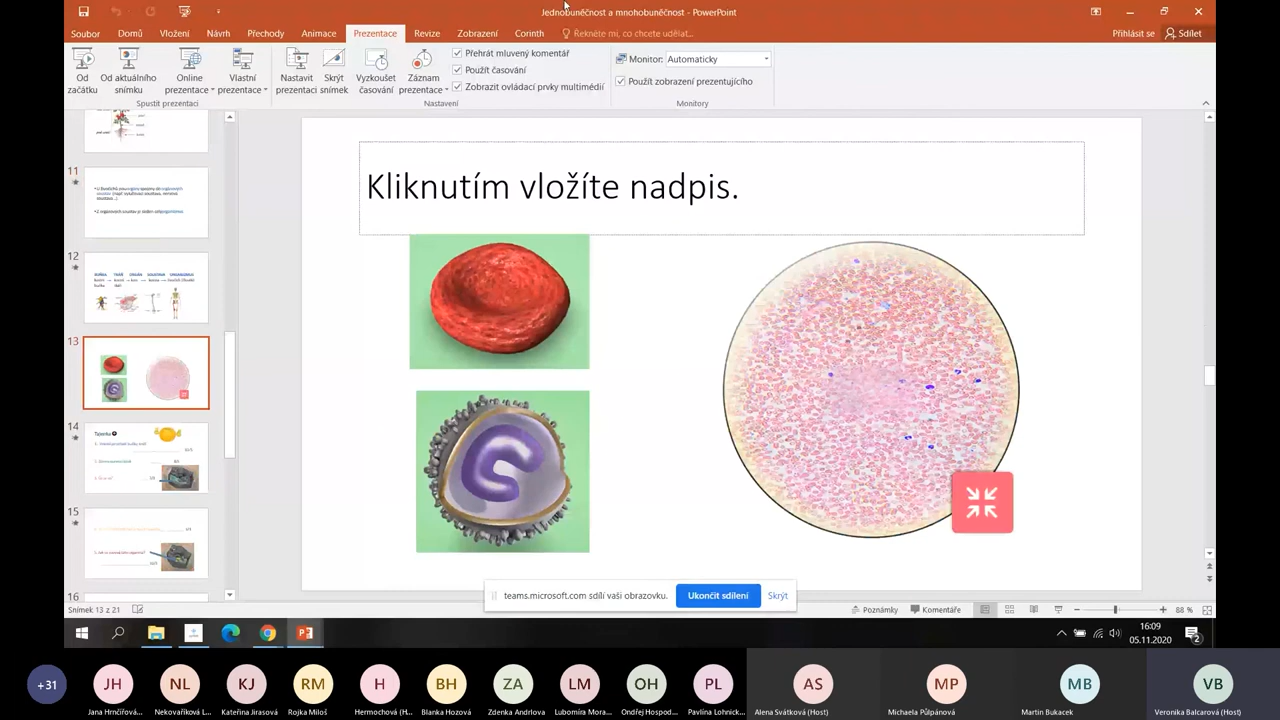 Jednobuněčnost a mnohobuněčnost - PowerPoint
Soubor Domů Vložení Návrh Přechody Animace Prezentace Revize Zobrazení Corinth Řekněte mi, co chcete udělat... Přihlásit se Sdílet
Od začátku
Od aktuálního snímku
Online prezentace
Vlastní prezentace
Spustit prezentaci
Nastavit prezentaci
Skrýt snímek
Vyzkoušet časování
Záznam prezentace
Přehrát mluvený komentář
Použít časování
Zobrazit ovládací prvky multimédií
Nastavení
Monitor: Automaticky
Použít zobrazení prezentujícího
Monitory
11
12
13
14
Tajenka
15
16
Kliknutím vložíte nadpis.
teams.microsoft.com sdílí vaši obrazovku. Ukončit sdílení Skrýt
Snímek 13 z 21 Poznámky Komentáře 88 %
16:09
05.11.2020
2
+31 JH NL KJ RM H BH ZA LM OH PL AS MP MB VB
Jana Hrnčířová... Nekovaříková L... Kateřina Jirasová Rojka Miloš Hermochová (H... Blanka Hozová Zdenka Andrlova Lubomíra Mora... Ondřej Hospod... Pavlína Lohnick... Alena Svátková (Host) Michaela Půlpánová Martin Bukacek Veronika Balcarová (Host)